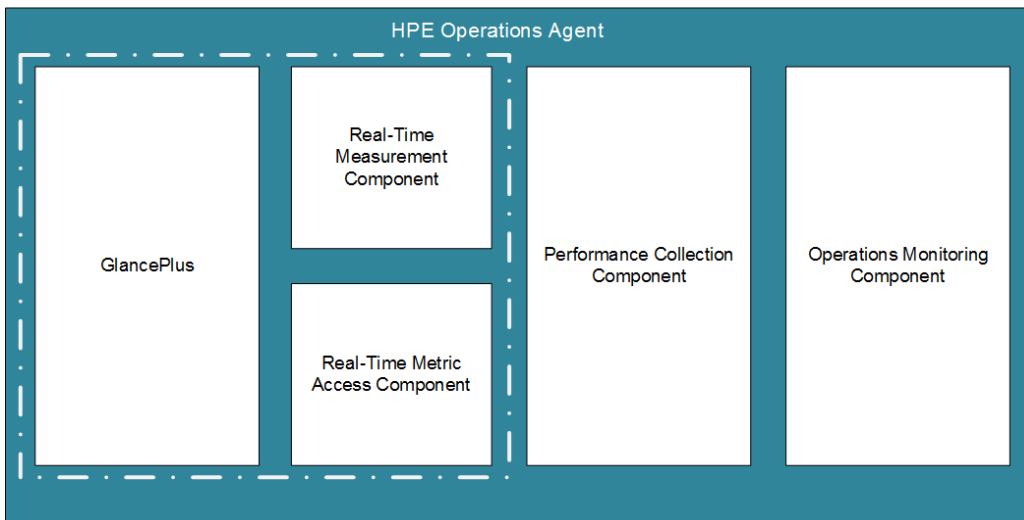 HPE Operations Agent
GlancePlus
Real-Time
Measurement
Component
Real-Time Metric
Access Component
Performance Collection
Component
Operations Monitoring
Component